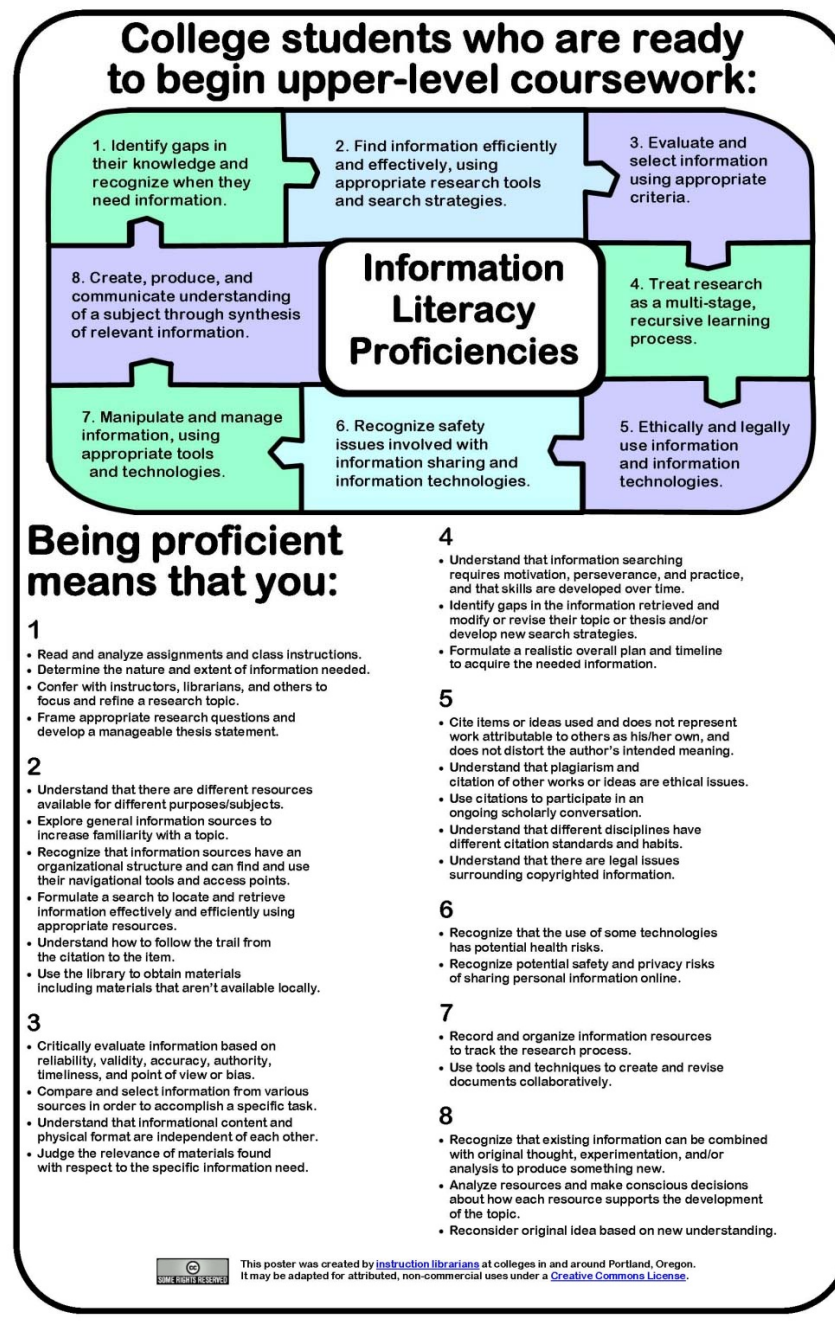 College students who are ready
to begin upper-level coursework:
1. Identify gaps in
their knowledge and
recognize when they
need information.
2. Find information efficiently
and effectively, using
appropriate research tools
and search strategies.
3. Evaluate and
select information
using appropriate
criteria.
8. Create, produce, and
communicate understanding
of a subject through synthesis
of relevant information.
Information
Literacy
Proficiencies
4. Treat research
as a multi-stage,
recursive learning
process.
7. Manipulate and manage
information, using
appropriate tools
and technologies.
6. Recognize safety
issues involved with
information sharing and
information technologies.
5. Ethically and legally
use information
and information
technologies.
Being proficient
means that you:
1
• Read and analyze assignments and class instructions.
• Determine the nature and extent of information needed.
• Confer with instructors, librarians, and others to
focus and refine a research topic.
• Frame appropriate research questions and
develop a manageable thesis statement.
2
• Understand that there are different resources
available for different purposes/subjects.
• Explore general information sources to
increase familiarity with a topic.
• Recognize that information sources have an
organizational structure and can find and use
their navigational tools and access points.
• Formulate a search to locate and retrieve
information effectively and efficiently using
appropriate resources.
• Understand how to follow the trail from
the citation to the item.
• Use the library to obtain materials
including materials that aren't available locally.
3
• Critically evaluate information based on
reliability, validity, accuracy, authority,
timeliness, and point of view or bias.
• Compare and select information from various
sources in order to accomplish a specific task.
• Understand that informational content and
physical format are independent of each other.
• Judge the relevance of materials found
with respect to the specific information need.
4
• Understand that information searching
requires motivation, perseverance, and practice,
and that skills are developed over time.
• Identify gaps in the information retrieved and
modify or revise their topic or thesis and/or
develop new search strategies.
• Formulate a realistic overall plan and timeline
to acquire the needed information.
5
• Cite items or ideas used and does not represent
work attributable to others as his/her own, and
does not distort the author's intended meaning.
• Understand that plagiarism and
citation of other works or ideas are ethical issues.
• Use citations to participate in an
ongoing scholarly conversation.
• Understand that different disciplines have
different citation standards and habits.
• Understand that there are legal issues
surrounding copyrighted information.
6
• Recognize that the use of some technologies
has potential health risks.
• Recognize potential safety and privacy risks
of sharing personal information online.
7
• Record and organize information resources
to track the research process.
• Use tools and techniques to create and revise
documents collaboratively.
8
• Recognize that existing information can be combined
with original thought, experimentation, and/or
analysis to produce something new.
• Analyze resources and make conscious decisions
about how each resource supports the development
of the topic.
• Reconsider original idea based on new understanding.
cc
SOME RIGHTS RESERVED
This poster was created by instruction librarians at colleges in and around Portland, Oregon.
It may be adapted for attributed, non-commercial uses under a Creative Commons License.